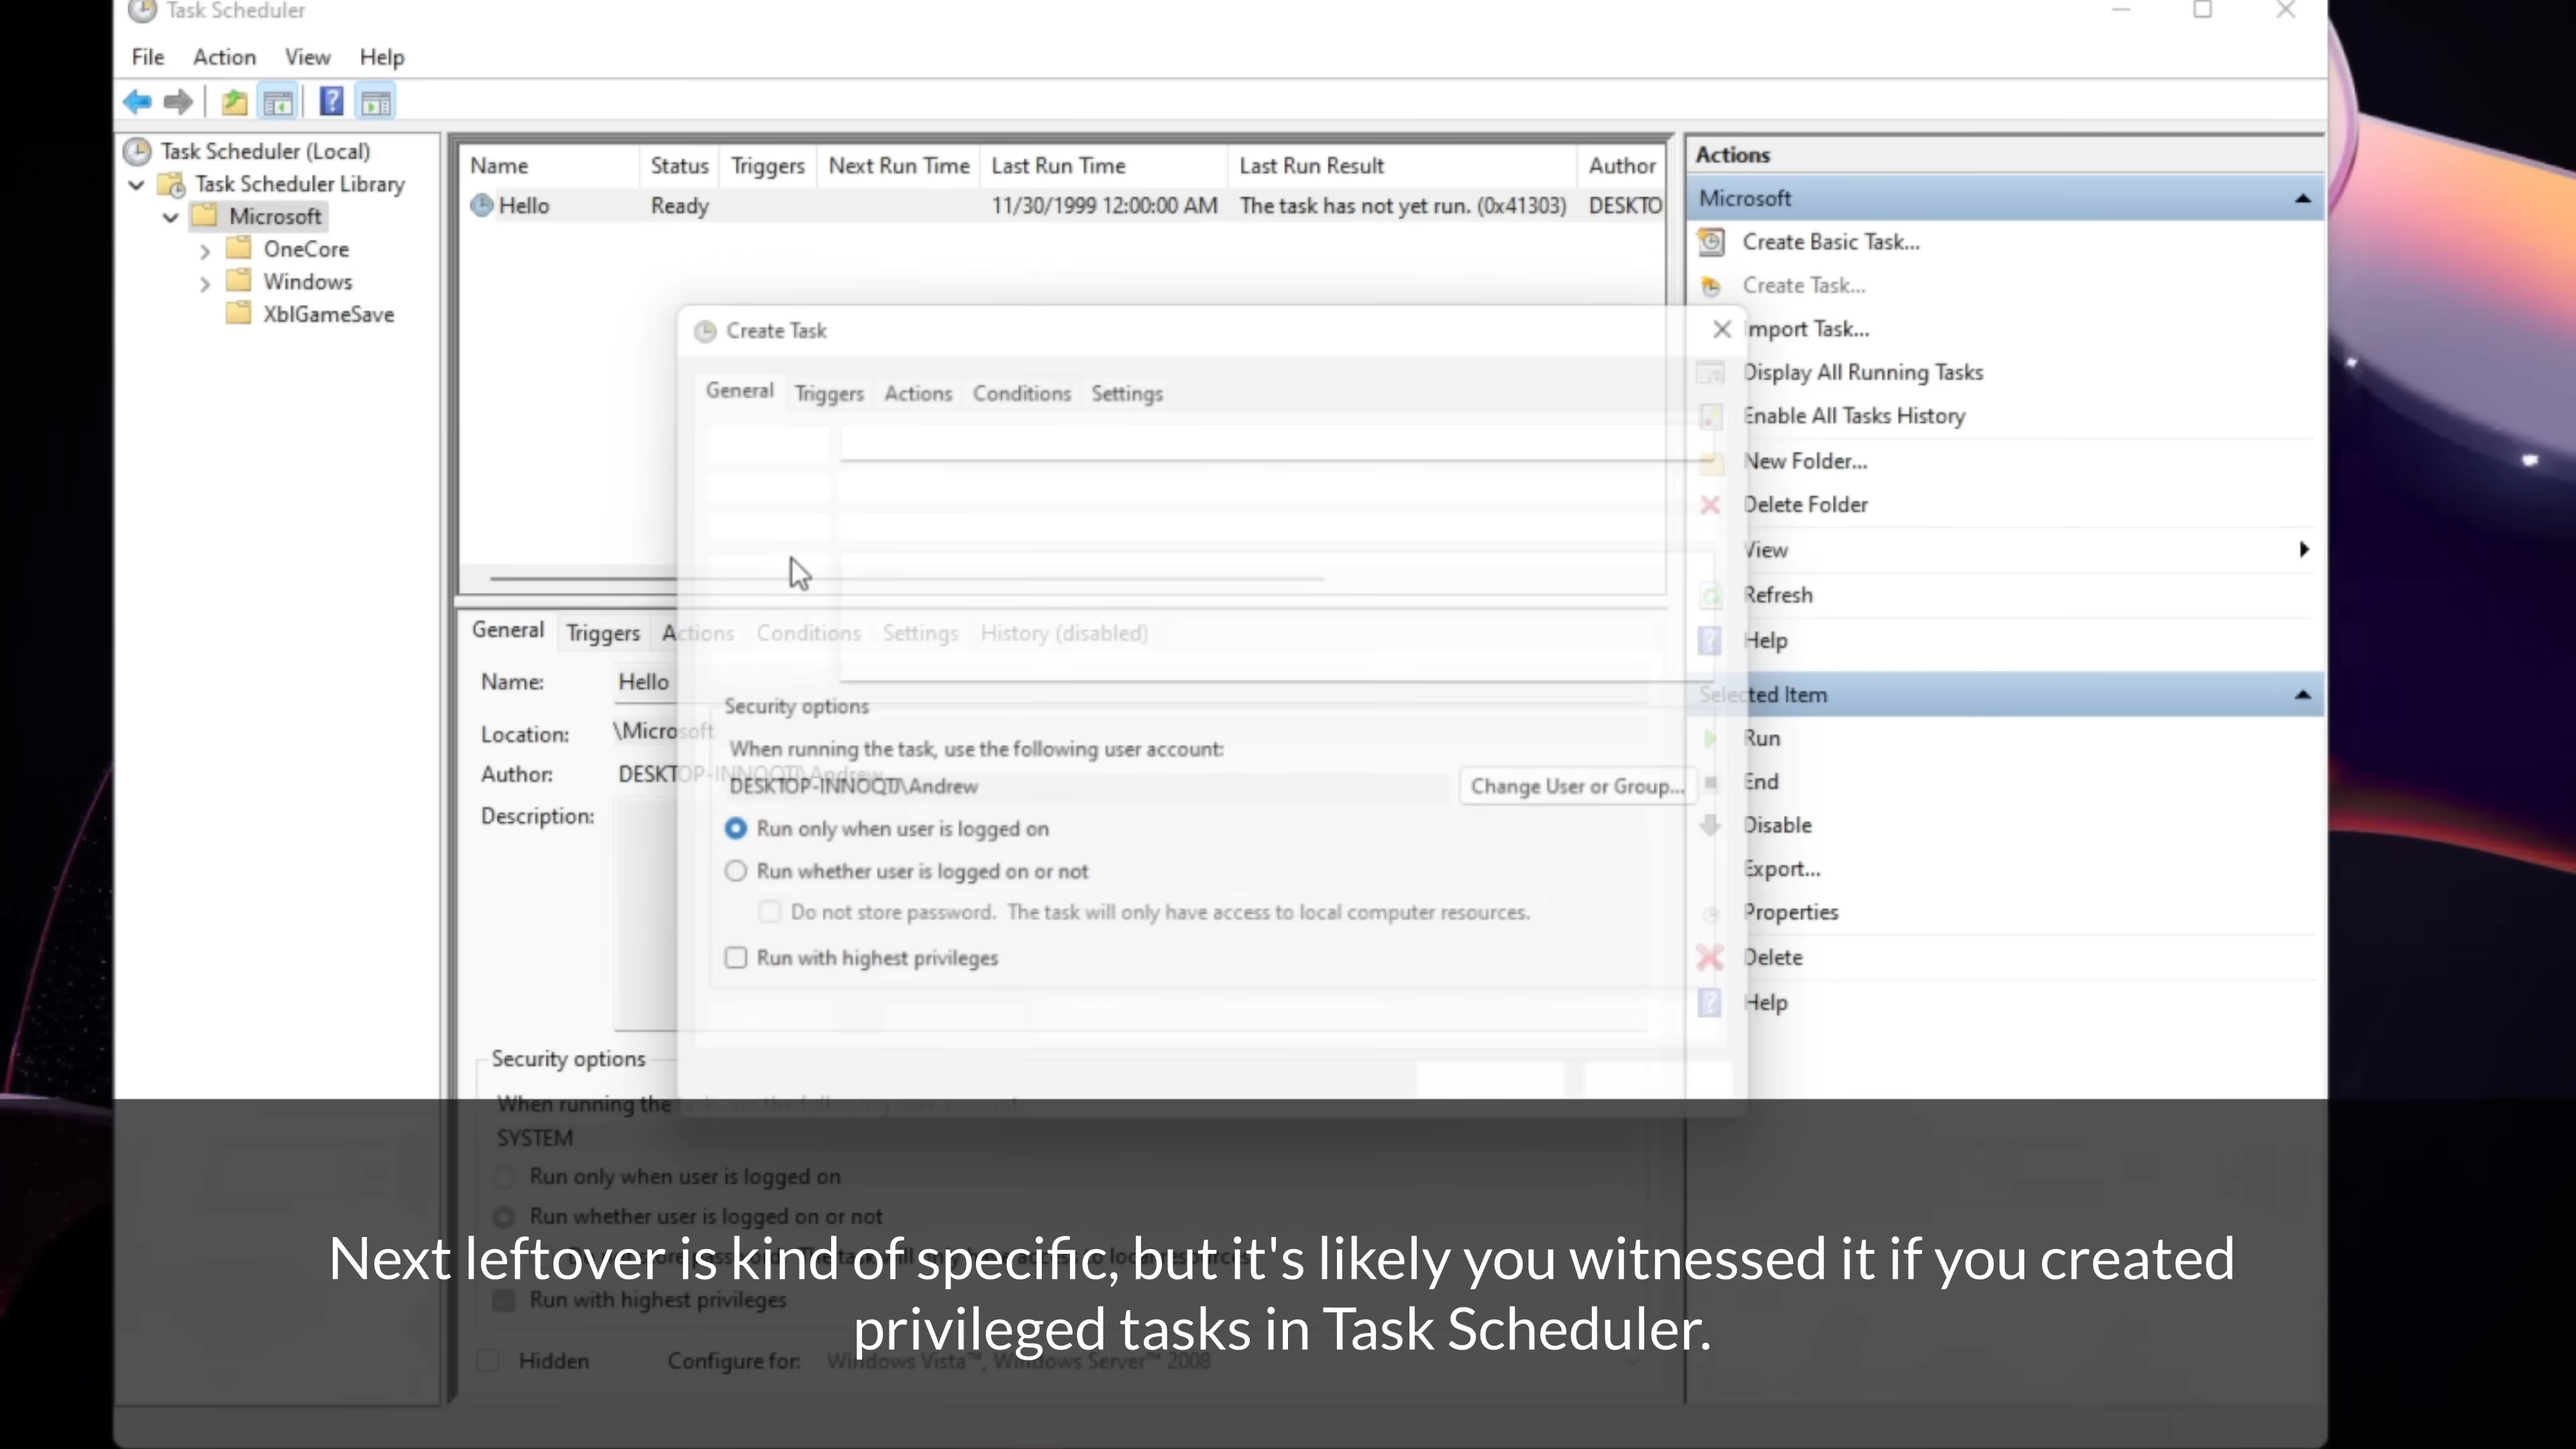 Task Scheduler
File Action View Help
Task Scheduler (Local)
Task Scheduler Library
Microsoft
OneCore
Windows
XblGameSave
Name Status Triggers Next Run Time Last Run Time Last Run Result Author
Hello Ready 11/30/1999 12:00:00 AM The task has not yet run. (0x41303) DESKTO
Create Task
General Triggers Actions Conditions Settings
Security options
When running the task, use the following user account:
DESKTOP-INNOQTJ\Andrew
Change User or Group...
Run only when user is logged on
Run whether user is logged on or not
Do not store password. The task will only have access to local computer resources.
Run with highest privileges
General Triggers Actions Conditions Settings History (disabled)
Name: Hello
Location: \Microsoft
Author: DESKTOP-INNOQTJ\Andrew
Description:
Security options
When running the
SYSTEM
Run only when user is logged on
Run whether user is logged on or not
Run with highest privileges
Hidden Configure for: Windows Vista™, Windows Server™ 2008
Actions
Microsoft
Create Basic Task...
Create Task...
Import Task...
Display All Running Tasks
Enable All Tasks History
New Folder...
Delete Folder
View
Refresh
Help
Selected Item
Run
End
Disable
Export...
Properties
Delete
Help
Next leftover is kind of specific, but it's likely you witnessed it if you created
privileged tasks in Task Scheduler.